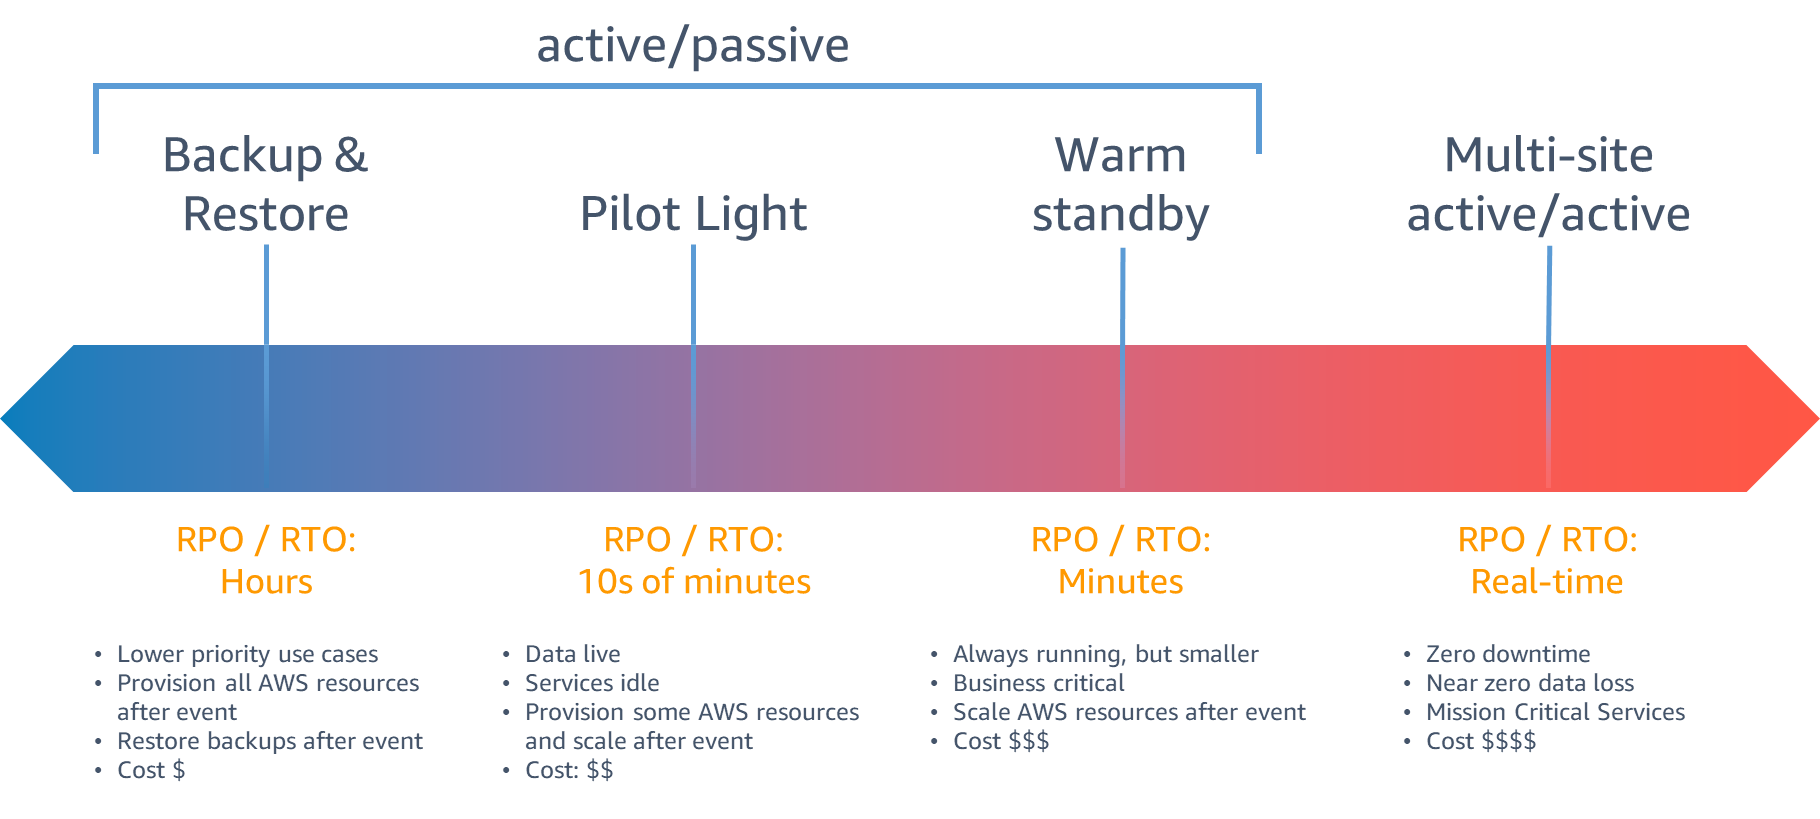 active/passive
Backup &
Restore
Pilot Light
Warm
standby
Multi-site
active/active
RPO / RTO:
Hours
RPO / RTO:
10s of minutes
RPO / RTO:
Minutes
RPO / RTO:
Real-time
• Lower priority use cases
• Provision all AWS resources
after event
• Restore backups after event
• Cost $
• Data live
• Services idle
• Provision some AWS resources
and scale after event
• Cost: $$
• Always running, but smaller
• Business critical
• Scale AWS resources after event
• Cost $$$
• Zero downtime
• Near zero data loss
• Mission Critical Services
• Cost $$$$